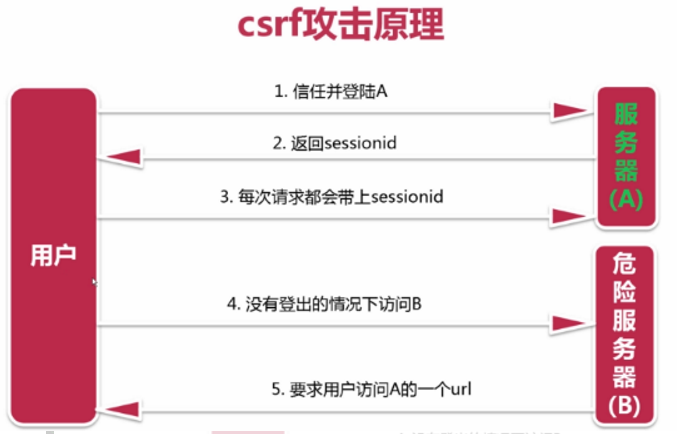 csrf攻击原理
1. 信任并登陆A
2. 返回sessionid
3. 每次请求都会带上sessionid
服务器(A)
用户
4. 没有登出的情况下访问B
5. 要求用户访问A的一个url
危险服务器(B)